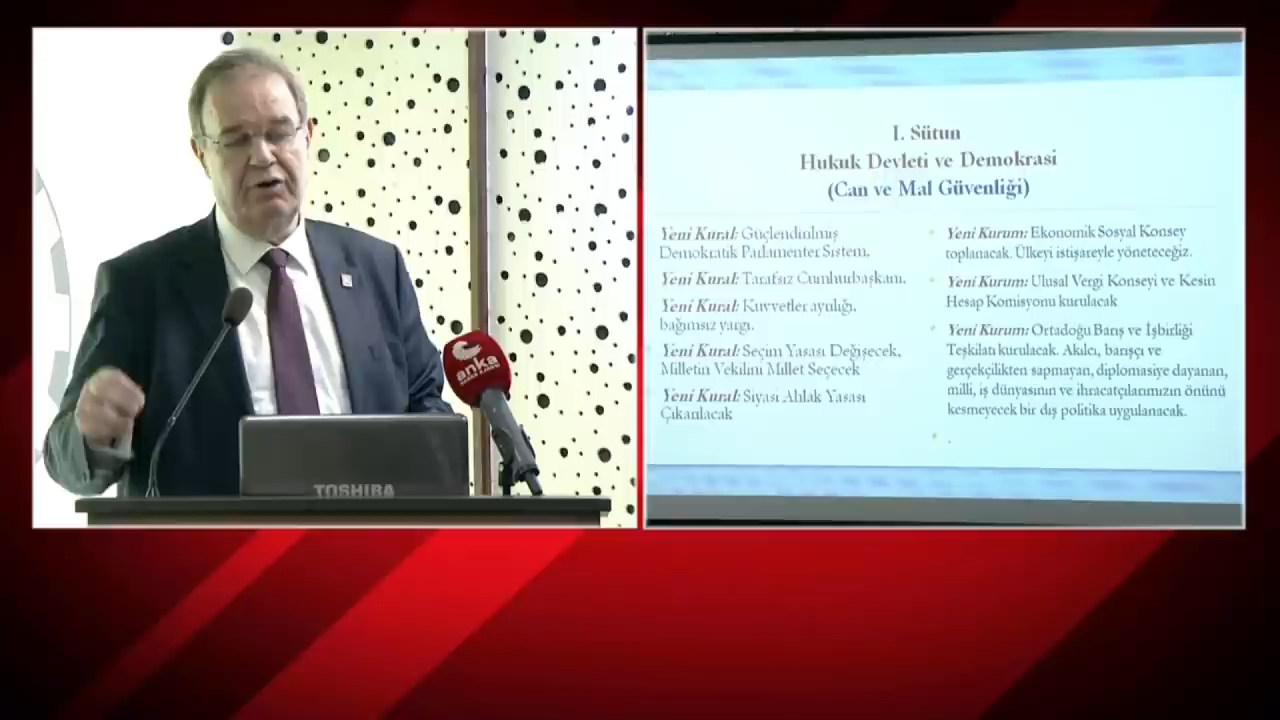 anka
HABER AJANSI
TOSHIBA
I. Sütun
Hukuk Devleti ve Demokrasi
(Can ve Mal Güvenliği)
Yeni Kural: Güçlendirilmiş
Demokratik Parlamenter Sistem.
Yeni Kural: Tarafsız Cumhurbaşkanı.
Yeni Kural: Kuvvetler ayrılığı,
bağımsız yargı.
Yeni Kural: Seçim Yasası Değişecek,
Milletin Vekilini Millet Seçecek
Yeni Kural: Siyasi Ahlak Yasası
Çıkarılacak
Yeni Kurum: Ekonomik Sosyal Konsey
toplanacak. Ülkeyi istişareyle yöneteceğiz.
Yeni Kurum: Ulusal Vergi Konseyi ve Kesin
Hesap Komisyonu kurulacak
Yeni Kurum: Ortadoğu Barış ve İşbirliği
Teşkilatı kurulacak. Akılcı, barışçı ve
gerçekçilikten sapmayan, diplomasiye dayanan,
milli, iş dünyasının ve ihracatçılarımızın önünü
kesmeyecek bir dış politika uygulanacak.
.